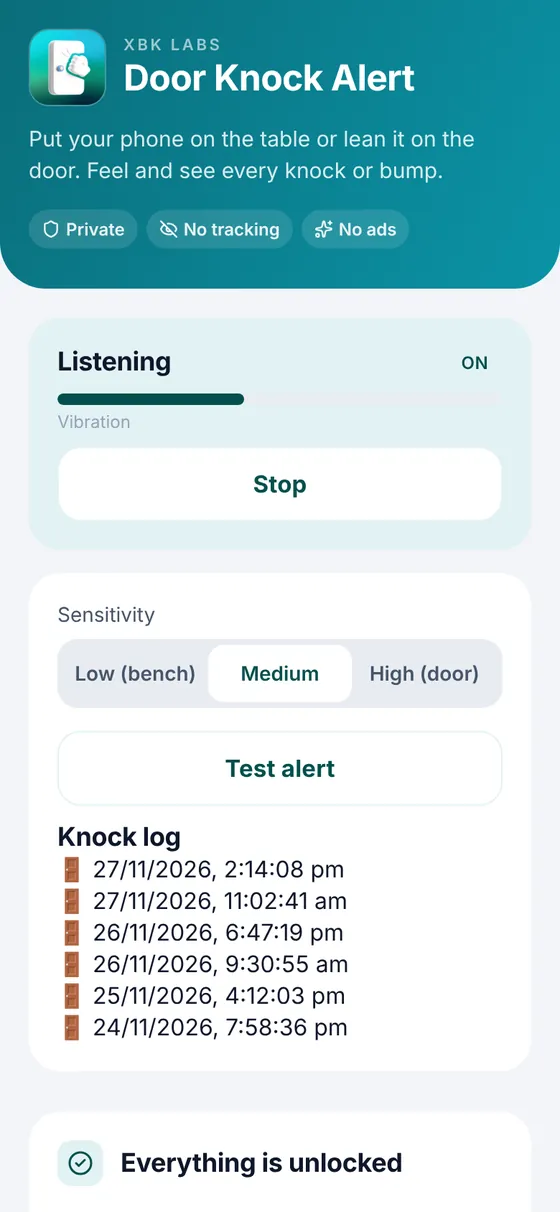 XBK LABS
Door Knock Alert
Put your phone on the table or lean it on the
door. Feel and see every knock or bump.
Private
No tracking
No ads
Listening
ON
Vibration
Stop
Sensitivity
Low (bench)
Medium
High (door)
Test alert
Knock log
27/11/2026, 2:14:08 pm
27/11/2026, 11:02:41 am
26/11/2026, 6:47:19 pm
26/11/2026, 9:30:55 am
25/11/2026, 4:12:03 pm
24/11/2026, 7:58:36 pm
Everything is unlocked